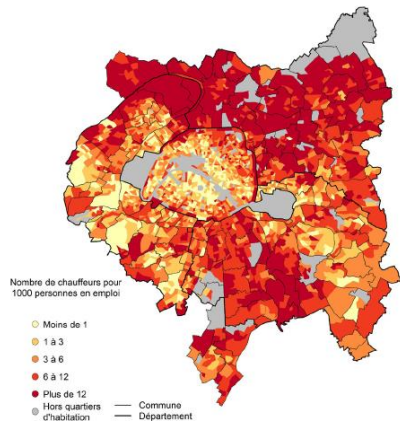 Nombre de chauffeurs pour
1000 personnes en emploi
Moins de 1
1 à 3
3 à 6
6 à 12
Plus de 12
Hors quartiers
d'habitation
Commune
Département